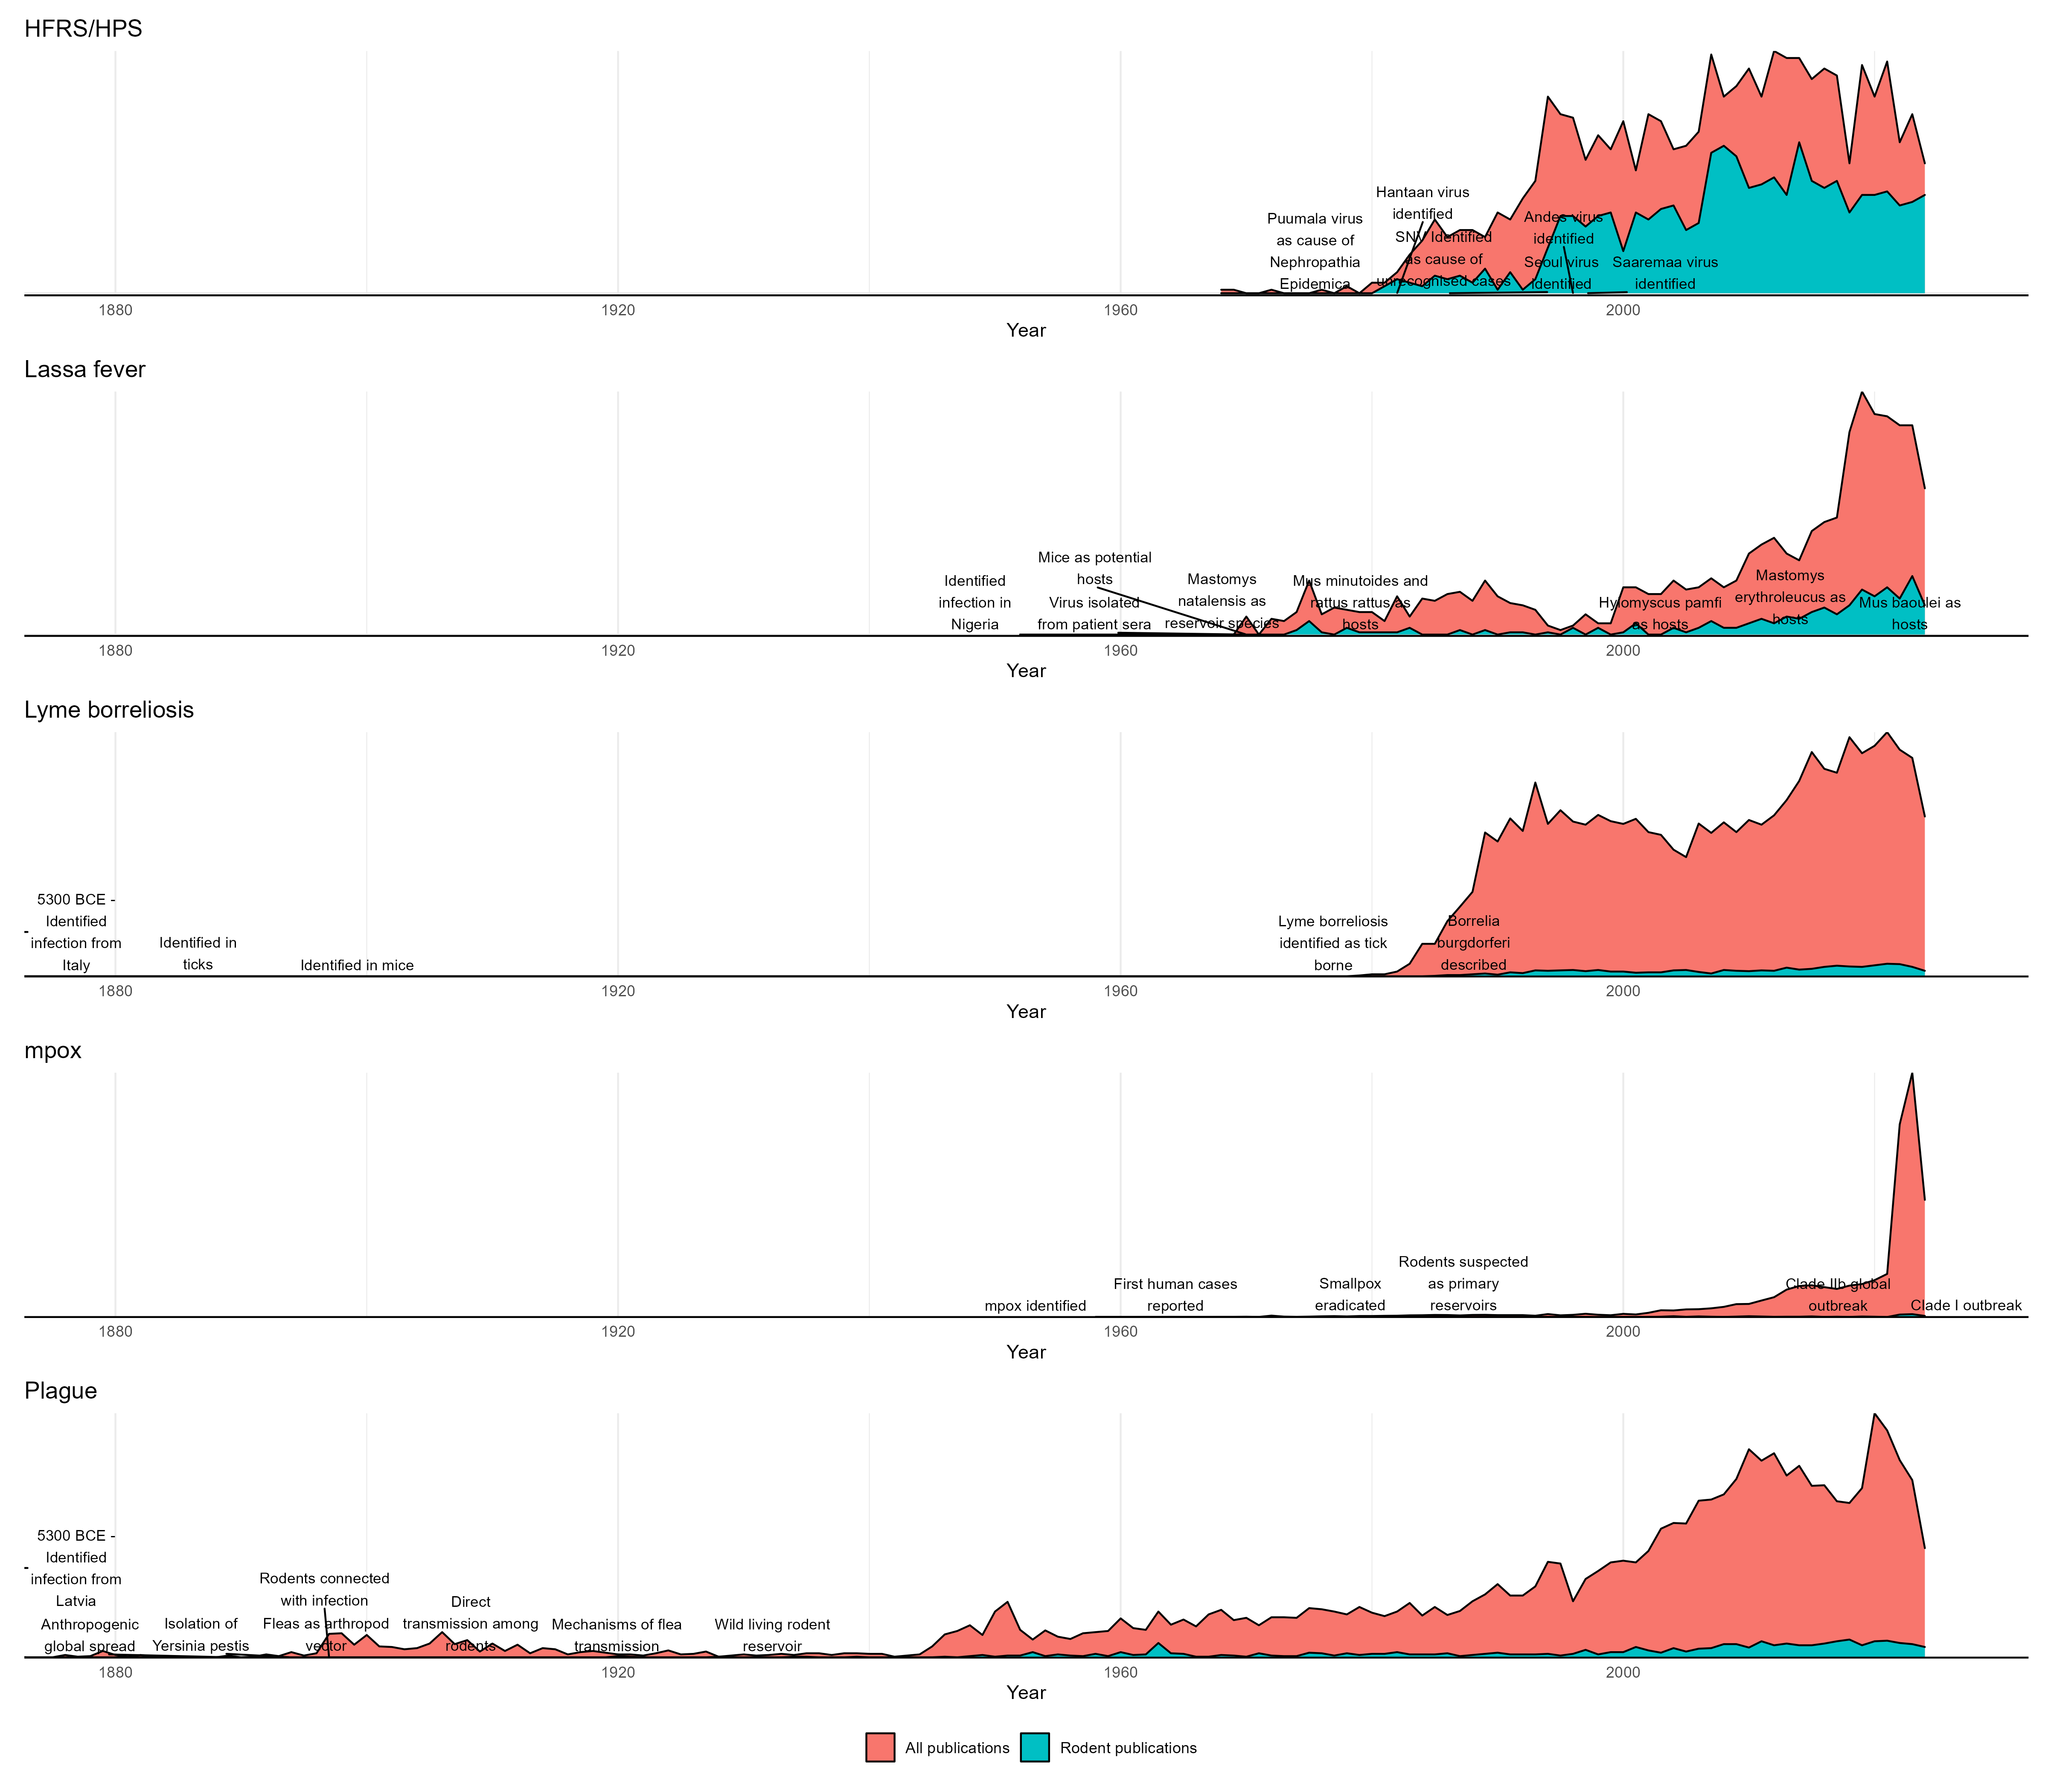 HFRS/HPS
Hantaan virus
identified
Puumala virus
as cause of
Nephropathia
Epidemica
SNV Identified
as cause of
unrecognised cases
Andes virus
identified
Seoul virus
identified
Saaremaa virus
identified
1880
1920
1960
2000
Year
Lassa fever
Identified
infection in
Nigeria
Mice as potential
hosts
Virus isolated
from patient sera
Mastomys
natalensis as
reservoir species
Mus minutoides and
rattus rattus as
hosts
Hylomyscus pamfi
as hosts
Mastomys
erythroleucus as
hosts
Mus baoulei as
hosts
1880
1920
1960
2000
Year
Lyme borreliosis
5300 BCE -
Identified
infection from
Italy
Identified in
ticks
Identified in mice
Lyme borreliosis
identified as tick
borne
Borrelia
burgdorferi
described
1880
1920
1960
2000
Year
mpox
mpox identified
First human cases
reported
Smallpox
eradicated
Rodents suspected
as primary
reservoirs
Clade IIb global
outbreak
Clade I outbreak
1880
1920
1960
2000
Year
Plague
5300 BCE -
Identified
infection from
Latvia
Anthropogenic
global spread
Isolation of
Yersinia pestis
Rodents connected
with infection
Fleas as arthropod
vector
Direct
transmission among
rodents
Mechanisms of flea
transmission
Wild living rodent
reservoir
1880
1920
1960
2000
Year
All publications
Rodent publications